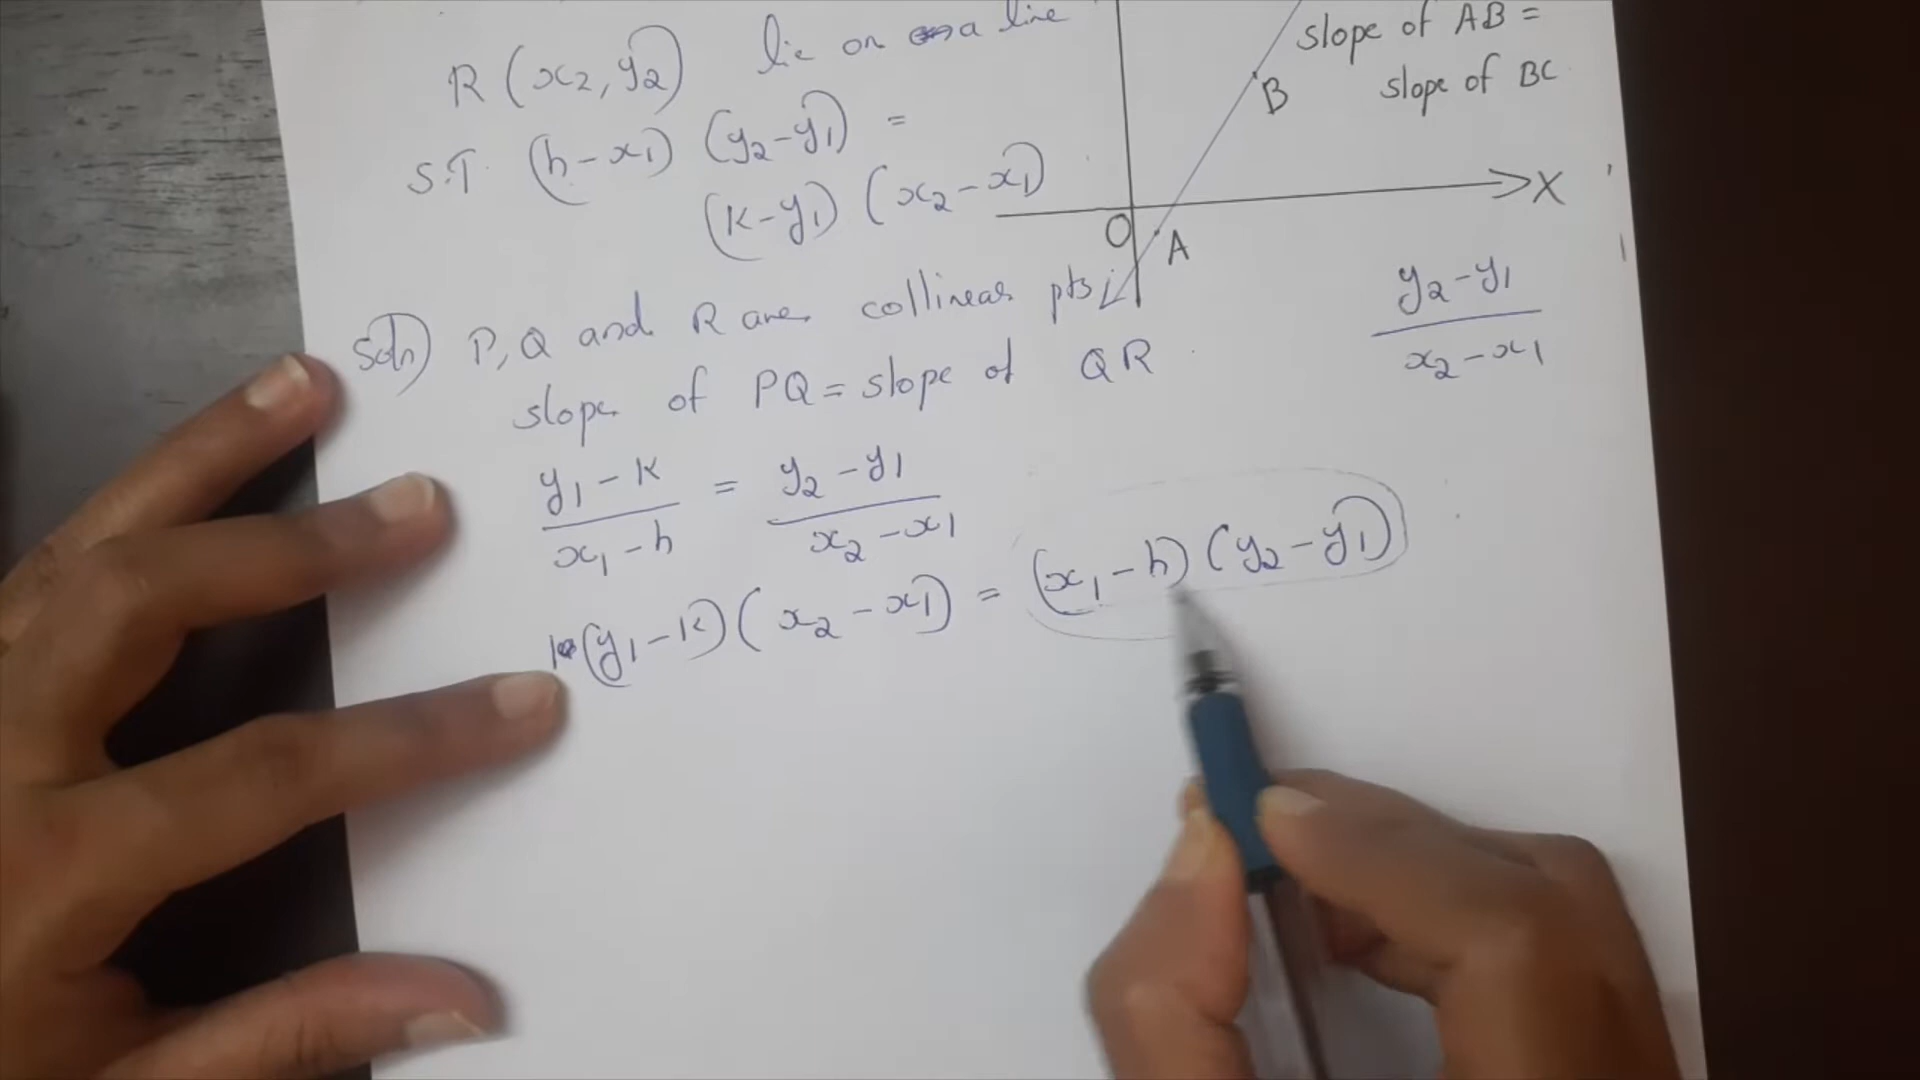 R (x₂, y₂) lie on a line
S.T. (h - x₁) (y₂ - y₁) =
(k - y₁) (x₂ - x₁)
slope of AB =
slope of BC
B
X
O
A
Soln) P, Q and R are collinear pts
slope of PQ = slope of QR
y₂ - y₁
x₂ - x₁
y₁ - k / x₁ - h = y₂ - y₁ / x₂ - x₁
(y₁ - k) (x₂ - x₁) = (x₁ - h) (y₂ - y₁)